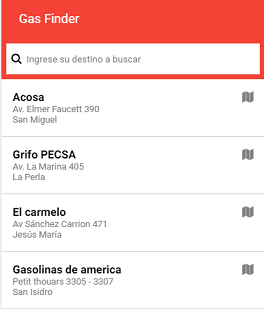 Gas Finder
Ingrese su destino a buscar
Acosa
Av. Elmer Faucett 390
San Miguel
Grifo PECSA
Av. La Marina 405
La Perla
El carmelo
Av Sánchez Carrion 471
Jesús María
Gasolinas de america
Petit thouars 3305 - 3307
San Isidro